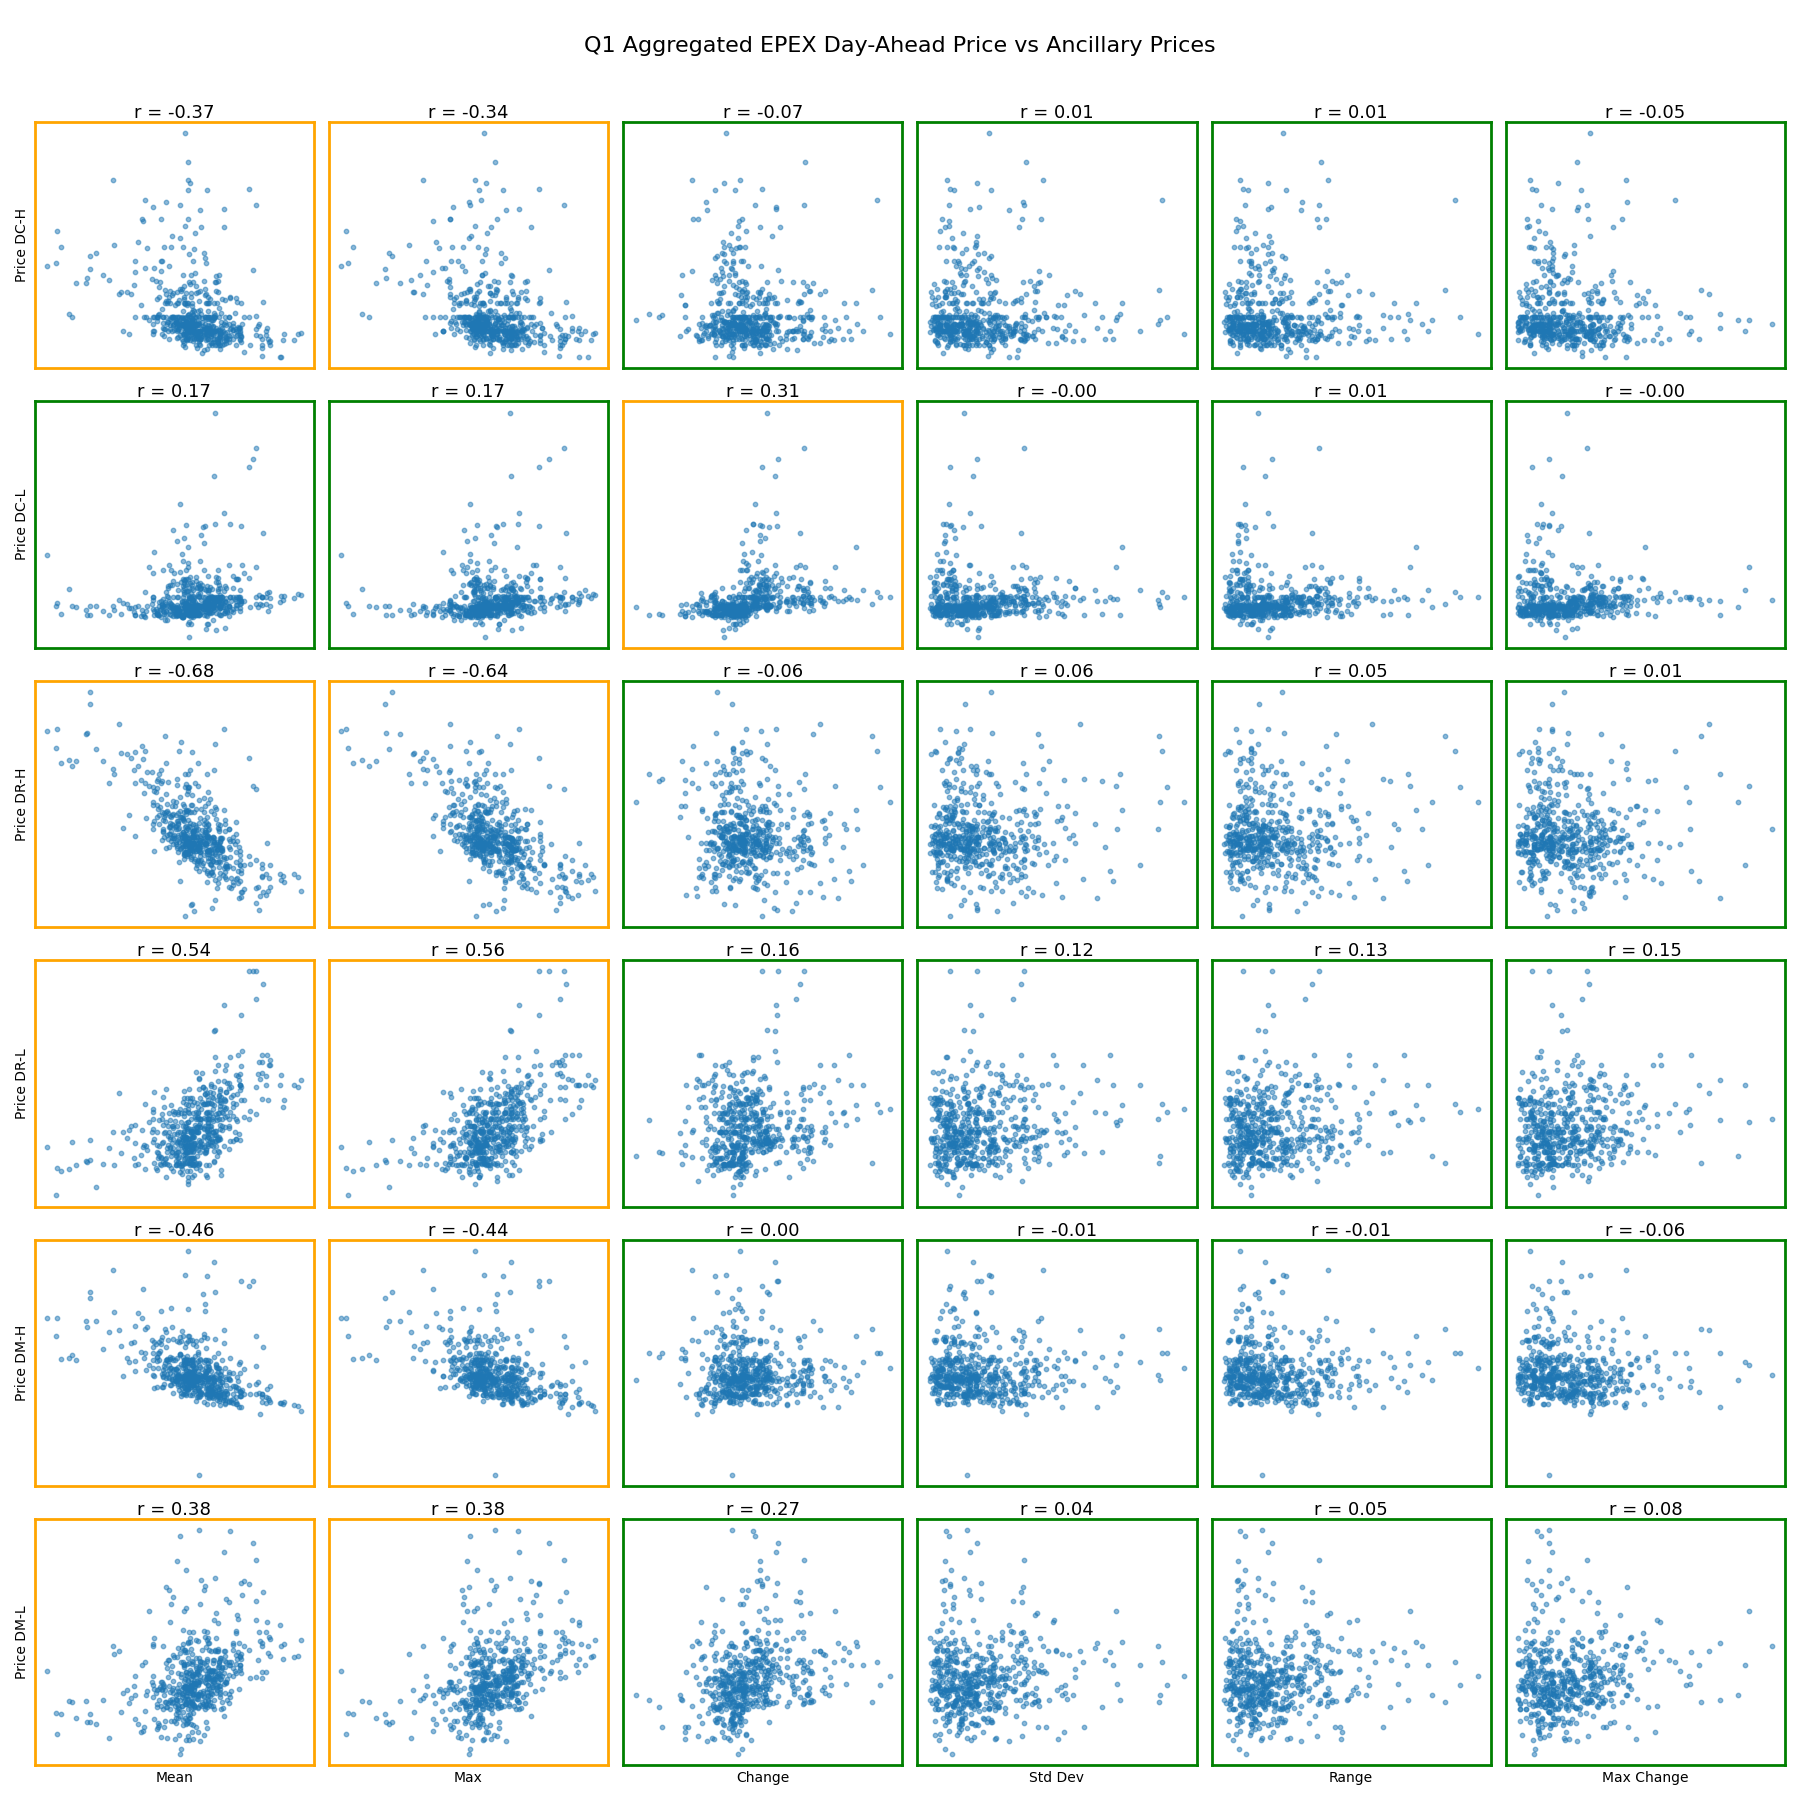 Q1 Aggregated EPEX Day-Ahead Price vs Ancillary Prices
r = -0.37
r = -0.34
r = -0.07
r = 0.01
r = 0.01
r = -0.05
Price DC-H
r = 0.17
r = 0.17
r = 0.31
r = -0.00
r = 0.01
r = -0.00
Price DC-L
r = -0.68
r = -0.64
r = -0.06
r = 0.06
r = 0.05
r = 0.01
Price DR-H
r = 0.54
r = 0.56
r = 0.16
r = 0.12
r = 0.13
r = 0.15
Price DR-L
r = -0.46
r = -0.44
r = 0.00
r = -0.01
r = -0.01
r = -0.06
Price DM-H
r = 0.38
r = 0.38
r = 0.27
r = 0.04
r = 0.05
r = 0.08
Price DM-L
Mean
Max
Change
Std Dev
Range
Max Change